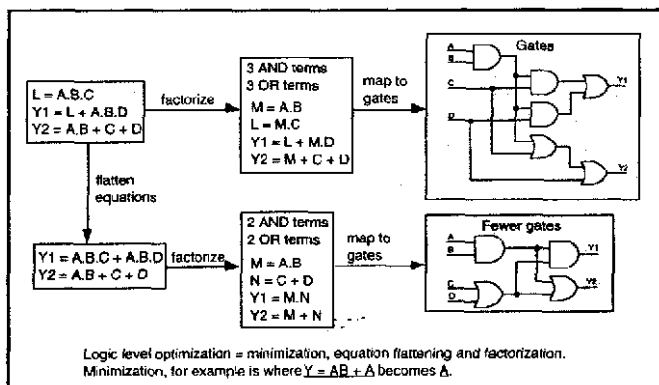 L = A.B.C
Y1 = L + A.B.D
Y2 = A.B + C + D
factorize
3 AND terms
3 OR terms
M = A.B
L = M.C
Y1 = L + M.D
Y2 = M + C + D
map to
gates
Gates
A
B
C
D
Y1
Y2
flatten
equations
Y1 = A.B.C + A.B.D
Y2 = A.B + C + D
factorize
2 AND terms
2 OR terms
M = A.B
N = C + D
Y1 = M.N
Y2 = M + N
map to
gates
Fewer gates
A
B
C
D
Y1
Y2
Logic level optimization = minimization, equation flattening and factorization.
Minimization, for example is where Y = AB + A becomes A.